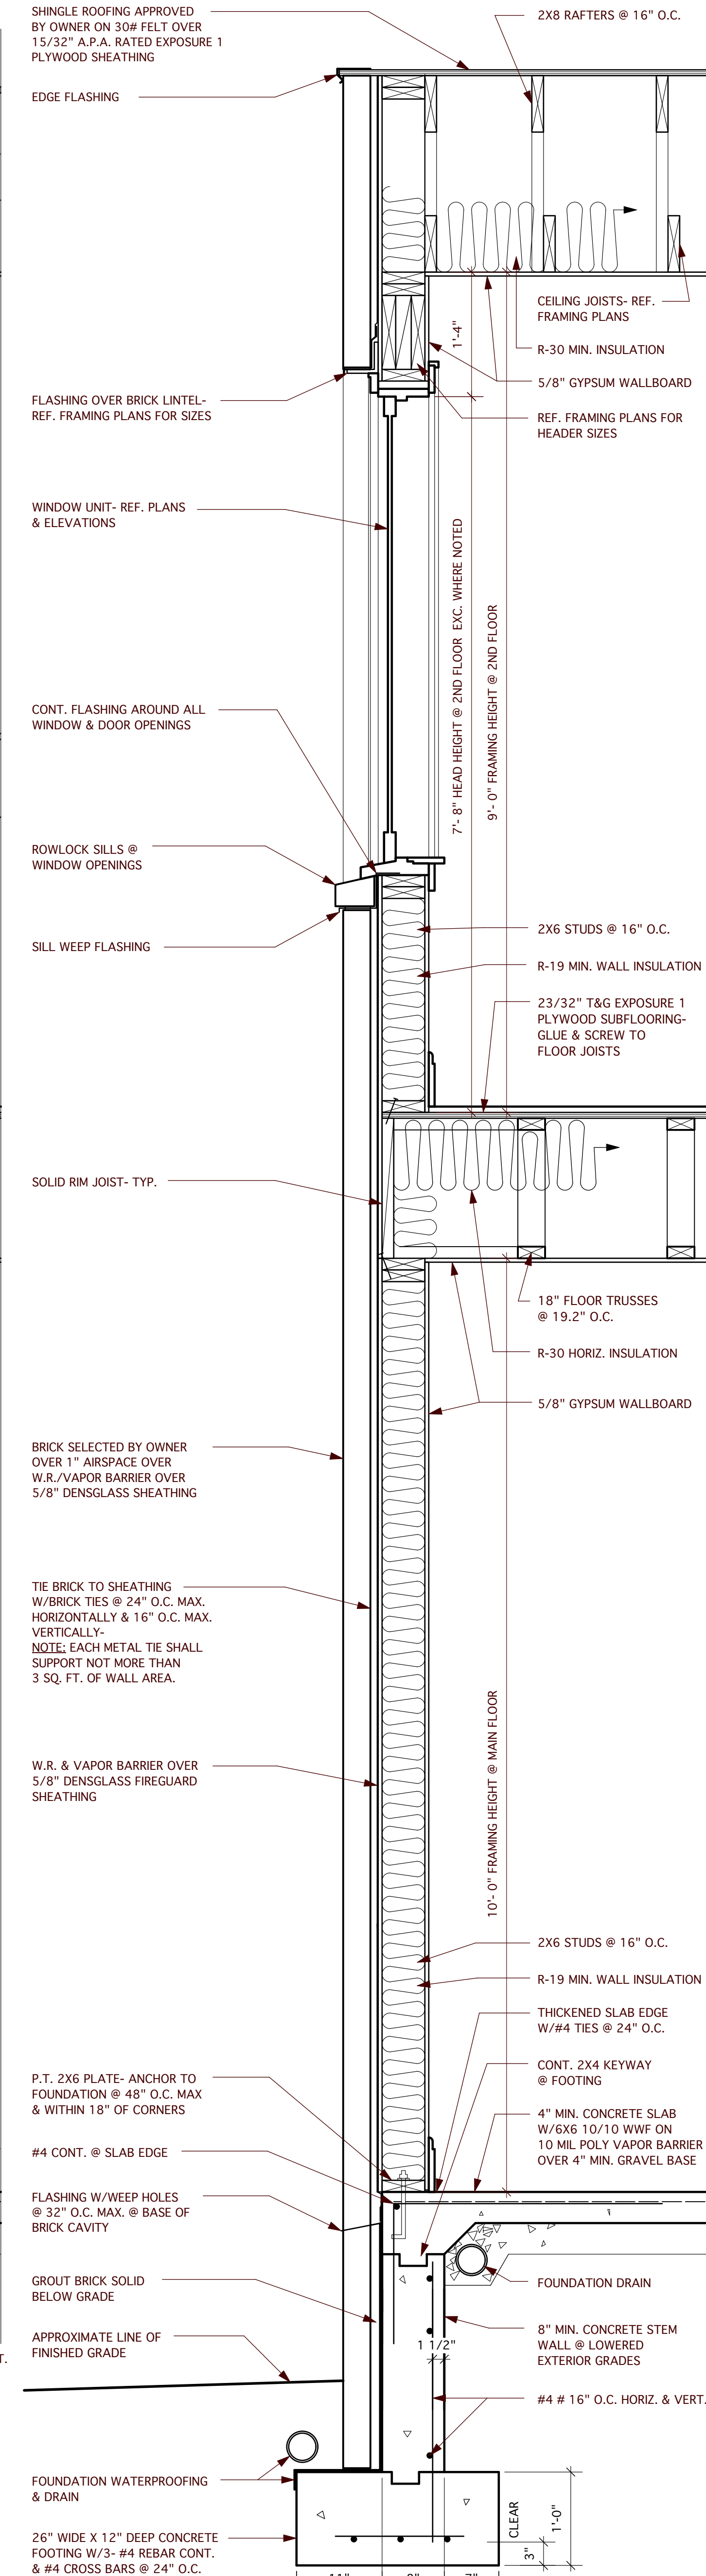 SHINGLE ROOFING APPROVED
BY OWNER ON 30# FELT OVER
15/32" A.P.A. RATED EXPOSURE 1
PLYWOOD SHEATHING
2X8 RAFTERS @ 16" O.C.
EDGE FLASHING
CEILING JOISTS- REF.
FRAMING PLANS
R-30 MIN. INSULATION
1'-4"
5/8" GYPSUM WALLBOARD
FLASHING OVER BRICK LINTEL-
REF. FRAMING PLANS FOR SIZES
REF. FRAMING PLANS FOR
HEADER SIZES
WINDOW UNIT- REF. PLANS
& ELEVATIONS
7'- 8" HEAD HEIGHT @ 2ND FLOOR  EXC. WHERE NOTED
9'- 0" FRAMING HEIGHT @ 2ND FLOOR
CONT. FLASHING AROUND ALL
WINDOW & DOOR OPENINGS
ROWLOCK SILLS @
WINDOW OPENINGS
SILL WEEP FLASHING
2X6 STUDS @ 16" O.C.
R-19 MIN. WALL INSULATION
23/32" T&G EXPOSURE 1
PLYWOOD SUBFLOORING-
GLUE & SCREW TO
FLOOR JOISTS
SOLID RIM JOIST- TYP.
18" FLOOR TRUSSES
@ 19.2" O.C.
R-30 HORIZ. INSULATION
5/8" GYPSUM WALLBOARD
BRICK SELECTED BY OWNER
OVER 1" AIRSPACE OVER
W.R./VAPOR BARRIER OVER
5/8" DENSGLASS SHEATHING
TIE BRICK TO SHEATHING
W/BRICK TIES @ 24" O.C. MAX.
HORIZONTALLY & 16" O.C. MAX.
VERTICALLY-
NOTE: EACH METAL TIE SHALL
SUPPORT NOT MORE THAN
3 SQ. FT. OF WALL AREA.
W.R. & VAPOR BARRIER OVER
5/8" DENSGLASS FIREGUARD
SHEATHING
10'- 0" FRAMING HEIGHT @ MAIN FLOOR
2X6 STUDS @ 16" O.C.
R-19 MIN. WALL INSULATION
THICKENED SLAB EDGE
W/#4 TIES @ 24" O.C.
CONT. 2X4 KEYWAY
@ FOOTING
4" MIN. CONCRETE SLAB
W/6X6 10/10 WWF ON
10 MIL POLY VAPOR BARRIER
OVER 4" MIN. GRAVEL BASE
P.T. 2X6 PLATE- ANCHOR TO
FOUNDATION @ 48" O.C. MAX
& WITHIN 18" OF CORNERS
#4 CONT. @ SLAB EDGE
FLASHING W/WEEP HOLES
@ 32" O.C. MAX. @ BASE OF
BRICK CAVITY
GROUT BRICK SOLID
BELOW GRADE
FOUNDATION DRAIN
APPROXIMATE LINE OF
FINISHED GRADE
T.
8" MIN. CONCRETE STEM
WALL @ LOWERED
EXTERIOR GRADES
1 1/2"
#4 # 16" O.C. HORIZ. & VERT.
FOUNDATION WATERPROOFING
& DRAIN
26" WIDE X 12" DEEP CONCRETE
FOOTING W/3- #4 REBAR CONT.
& #4 CROSS BARS @ 24" O.C.
CLEAR
3"
1'-0"